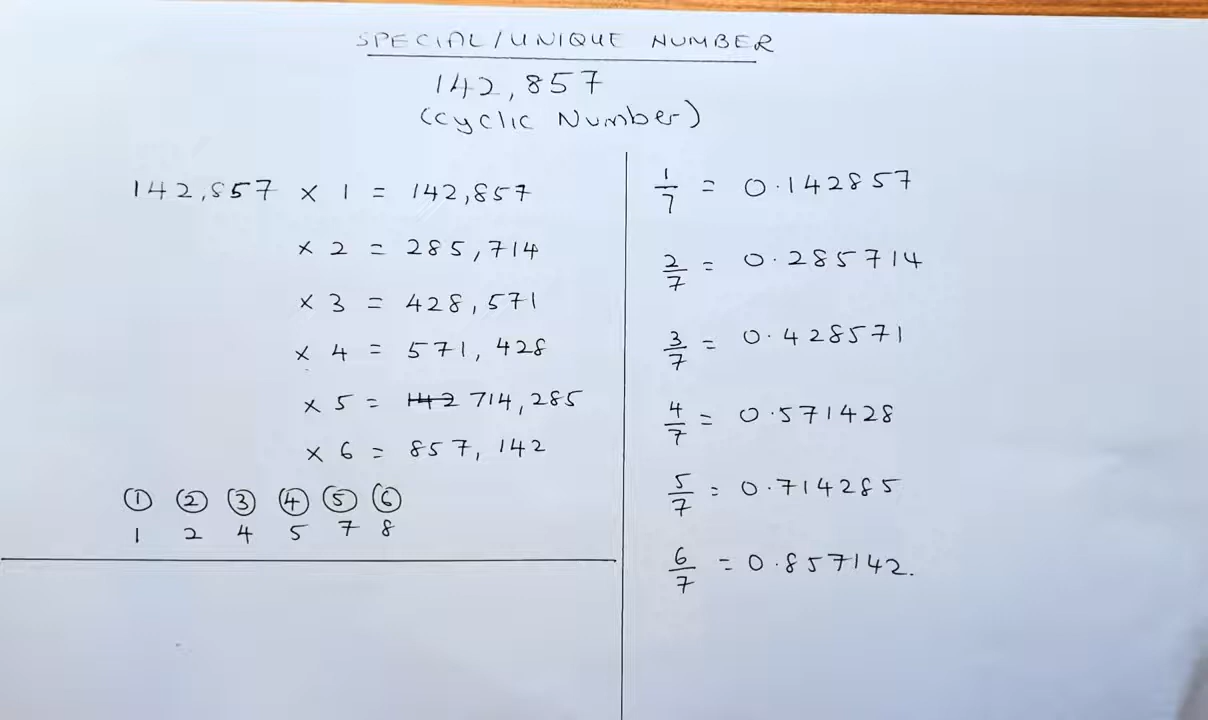 SPECIAL/UNIQUE NUMBER
142,857
(Cyclic Number)
142,857 × 1 = 142,857
× 2 = 285,714
× 3 = 428,571
× 4 = 571,428
× 5 = 142 714,285
× 6 = 857,142
① ② ③ ④ ⑤ ⑥
1 2 4 5 7 8
1/7 = 0.142857
2/7 = 0.285714
3/7 = 0.428571
4/7 = 0.571428
5/7 = 0.714285
6/7 = 0.857142.